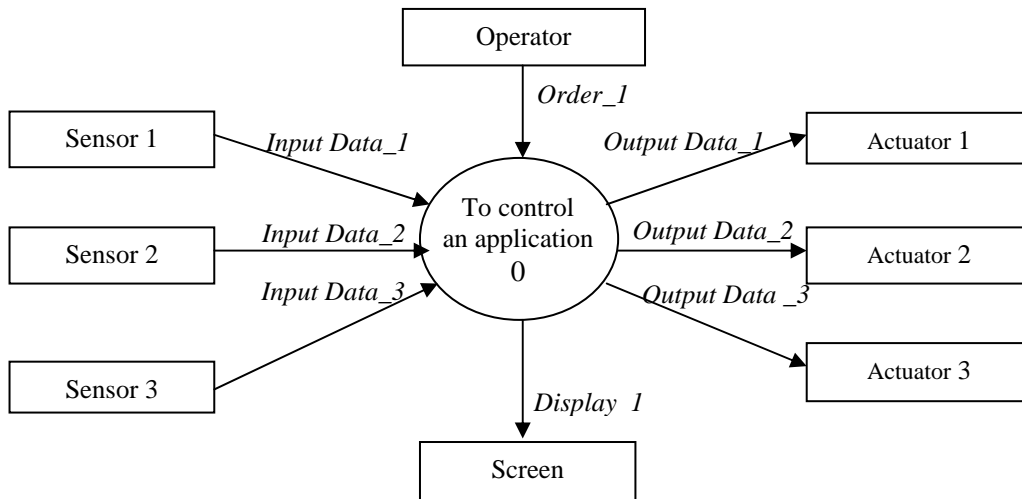 Operator
Order_1
Sensor 1
Input Data_1
Output Data_1
Actuator 1
To control
an application
0
Sensor 2
Input Data_2
Output Data_2
Actuator 2
Input Data_3
Output Data _3
Sensor 3
Actuator 3
Display 1
Screen